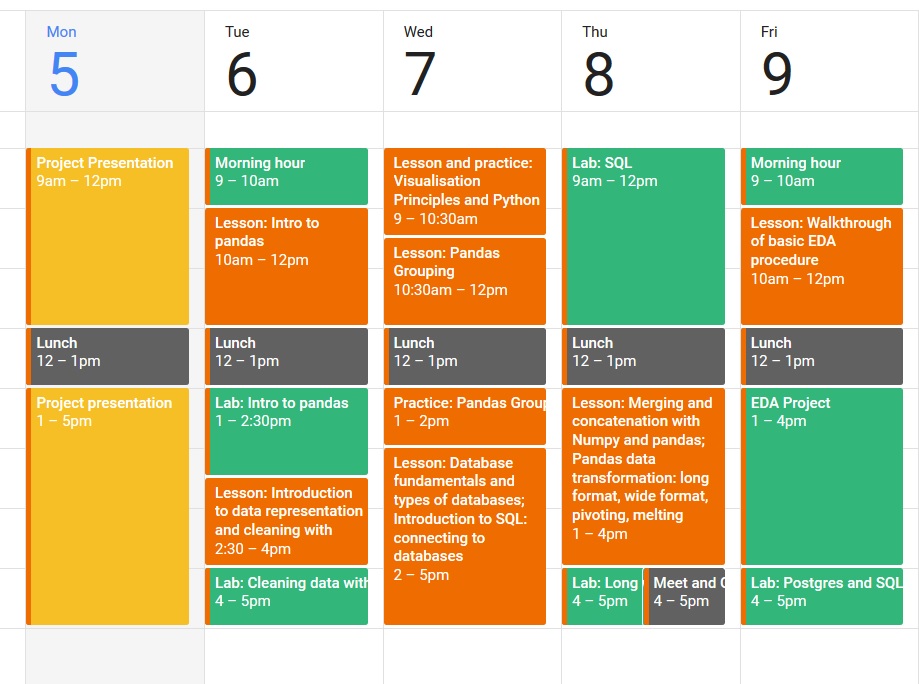 Mon
5
Tue
6
Wed
7
Thu
8
Fri
9
Project Presentation
9am – 12pm
Lunch
12 – 1pm
Project presentation
1 – 5pm
Morning hour
9 – 10am
Lesson: Intro to
pandas
10am – 12pm
Lunch
12 – 1pm
Lab: Intro to pandas
1 – 2:30pm
Lesson: Introduction
to data representation
and cleaning with
2:30 – 4pm
Lab: Cleaning data with
4 – 5pm
Lesson and practice:
Visualisation
Principles and Python
9 – 10:30am
Lesson: Pandas
Grouping
10:30am – 12pm
Lunch
12 – 1pm
Practice: Pandas Group
1 – 2pm
Lesson: Database
fundamentals and
types of databases;
Introduction to SQL:
connecting to
databases
2 – 5pm
Lab: SQL
9am – 12pm
Lunch
12 – 1pm
Lesson: Merging and
concatenation with
Numpy and pandas;
Pandas data
transformation: long
format, wide format,
pivoting, melting
1 – 4pm
Lab: Long
4 – 5pm
Meet and
4 – 5pm
Morning hour
9 – 10am
Lesson: Walkthrough
of basic EDA
procedure
10am – 12pm
Lunch
12 – 1pm
EDA Project
1 – 4pm
Lab: Postgres and SQL
4 – 5pm